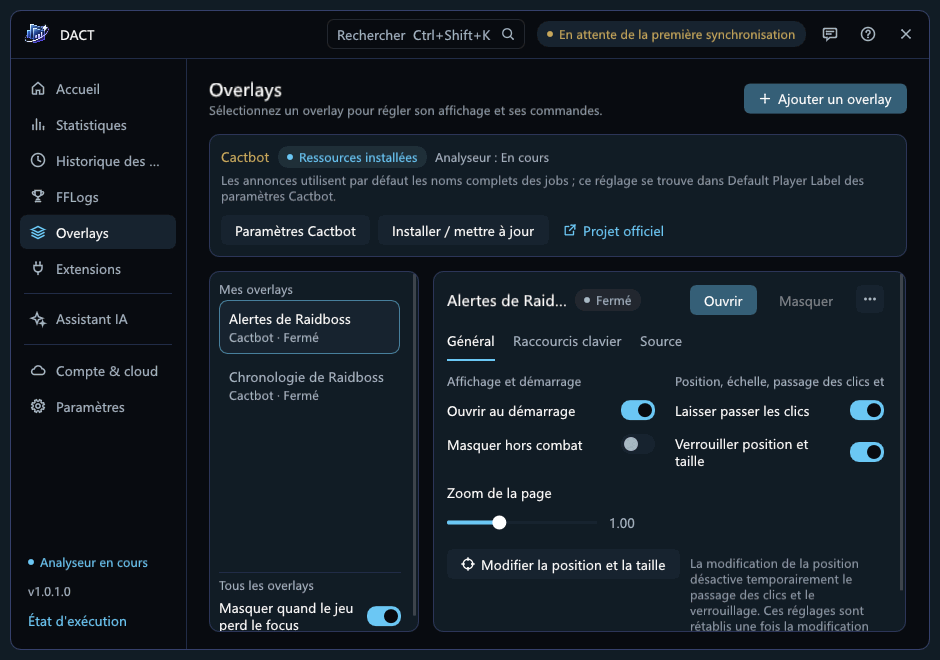 DACT
Rechercher Ctrl+Shift+K
En attente de la première synchronisation
Accueil
Statistiques
Historique des ...
FFLogs
Overlays
Extensions
Assistant IA
Compte & cloud
Paramètres
Analyseur en cours
v1.0.1.0
État d'exécution
Overlays
Sélectionnez un overlay pour régler son affichage et ses commandes.
+ Ajouter un overlay
Cactbot
Ressources installées
Analyseur : En cours
Les annonces utilisent par défaut les noms complets des jobs ; ce réglage se trouve dans Default Player Label des
paramètres Cactbot.
Paramètres Cactbot
Installer / mettre à jour
Projet officiel
Mes overlays
Alertes de Raidboss
Cactbot · Fermé
Chronologie de Raidboss
Cactbot · Fermé
Tous les overlays
Masquer quand le jeu
perd le focus
Alertes de Raid...
Fermé
Ouvrir
Masquer
Général
Raccourcis clavier
Source
Affichage et démarrage
Ouvrir au démarrage
Masquer hors combat
Position, échelle, passage des clics et
Laisser passer les clics
Verrouiller position et
taille
Zoom de la page
1.00
Modifier la position et la taille
La modification de la position
désactive temporairement le
passage des clics et le
verrouillage. Ces réglages sont
rétablis une fois la modification